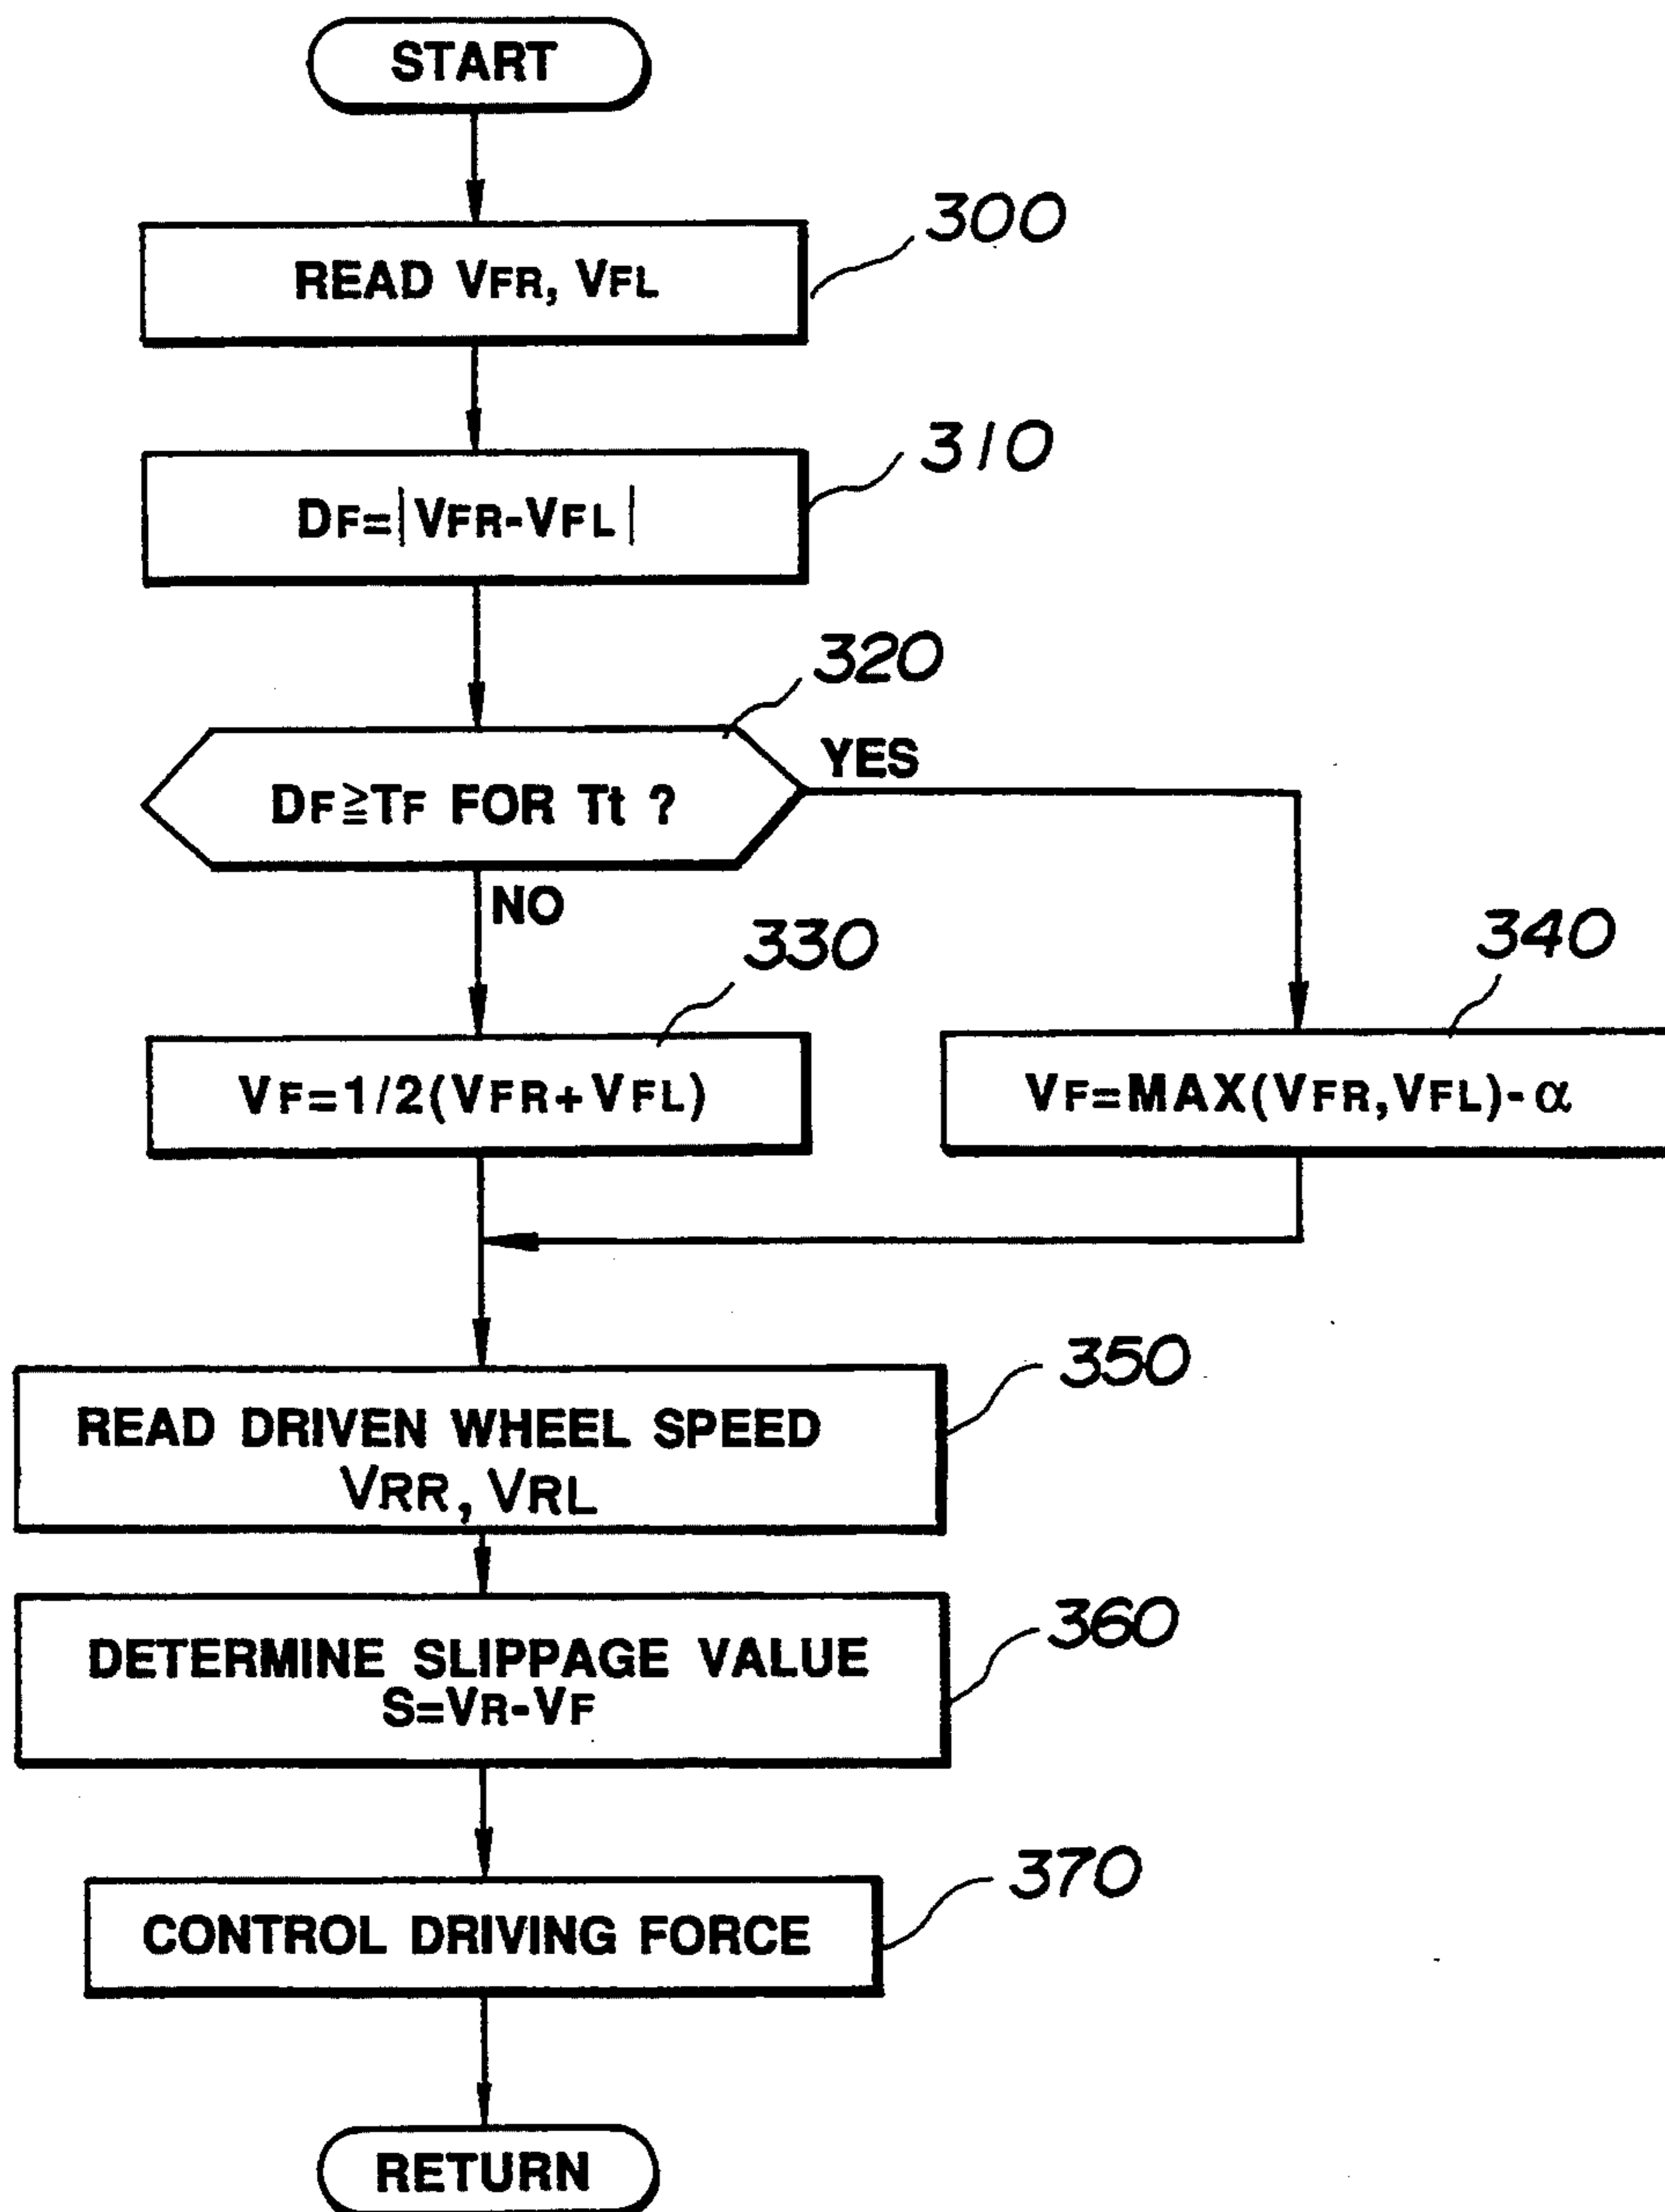 START
300
READ VFR, VFL
310
DF=|VFR-VFL|
320
DF≧TF FOR Tt ?
YES
NO
330
VF=1/2(VFR+VFL)
340
VF=MAX(VFR,VFL)-α
350
READ DRIVEN WHEEL SPEED
VRR, VRL
360
DETERMINE SLIPPAGE VALUE
S=VR-VF
370
CONTROL DRIVING FORCE
RETURN